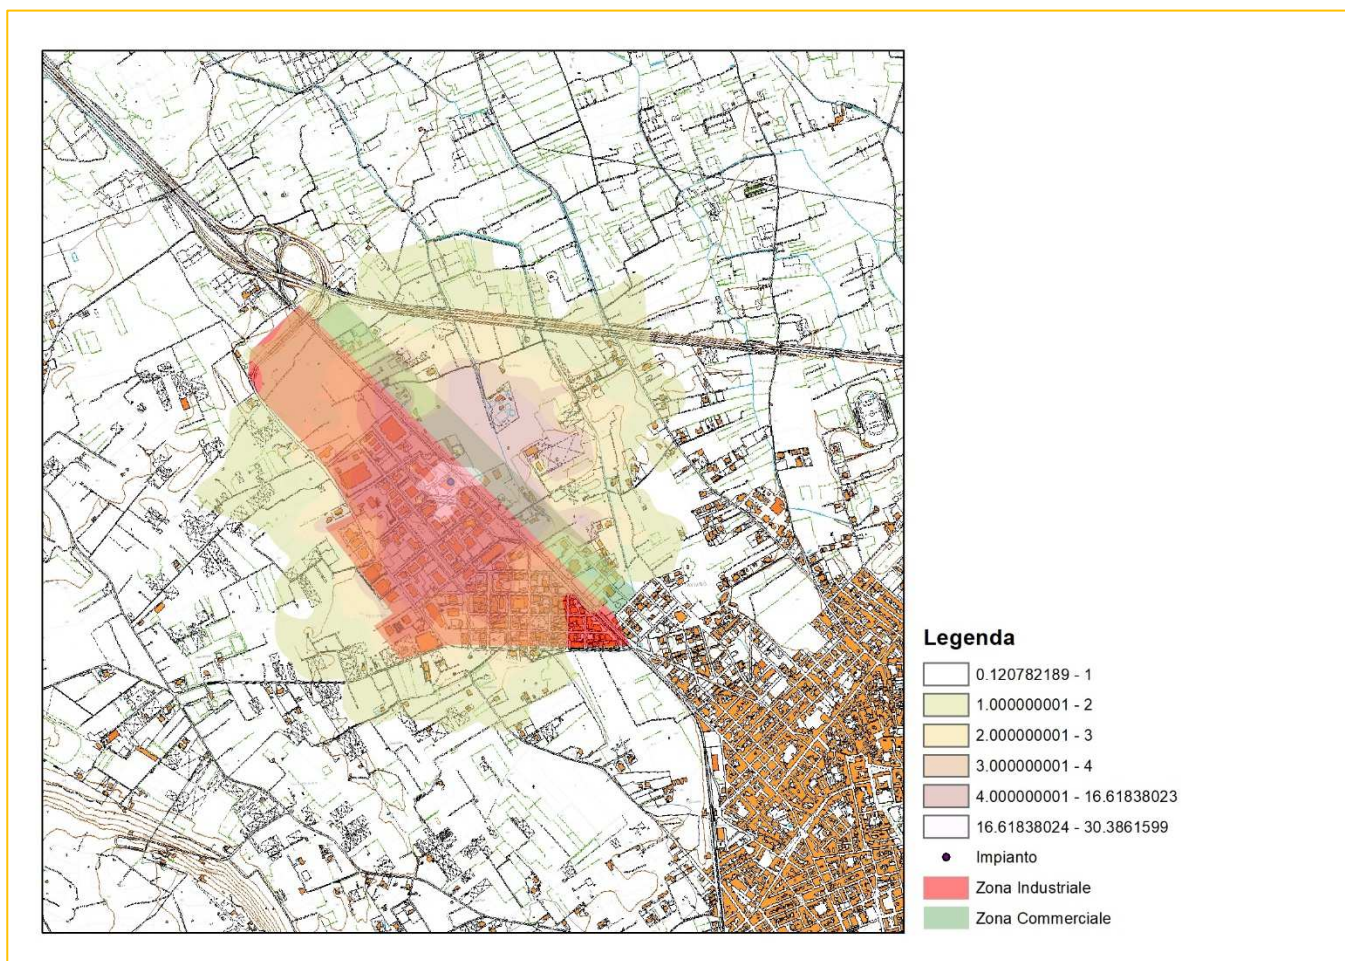 Legenda
0.120782189 - 1
1.000000001 - 2
2.000000001 - 3
3.000000001 - 4
4.000000001 - 16.61838023
16.61838024 - 30.3861599
Impianto
Zona Industriale
Zona Commerciale